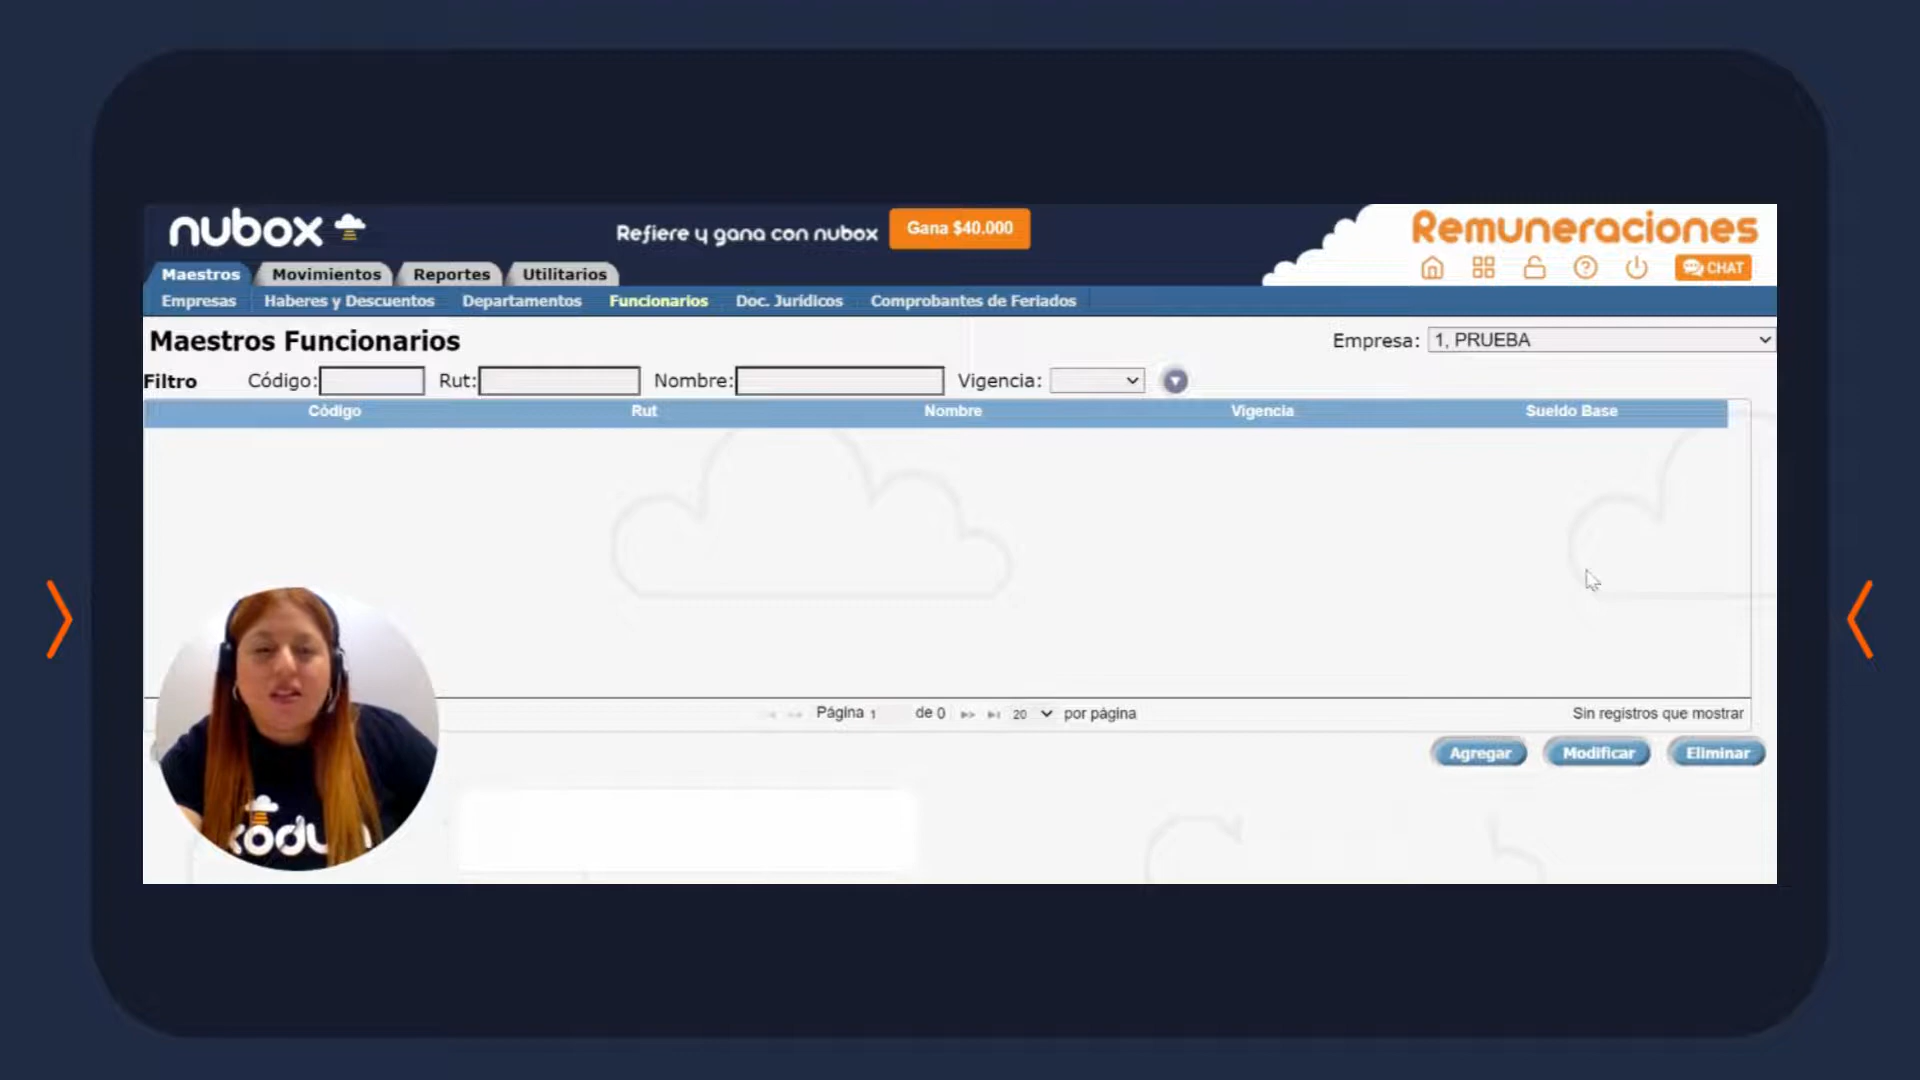 nubox
Refiere y gana con nubox
Gana $40.000
Remuneraciones
CHAT
Maestros Movimientos Reportes Utilitarios
Empresas Haberes y Descuentos Departamentos Funcionarios Doc. Jurídicos Comprobantes de Feriados
Maestros Funcionarios
Empresa: 1, PRUEBA
Filtro Código: Rut: Nombre: Vigencia:
Código Rut Nombre Vigencia Sueldo Base
Página 1 de 0 20 por página
Sin registros que mostrar
Agregar Modificar Eliminar